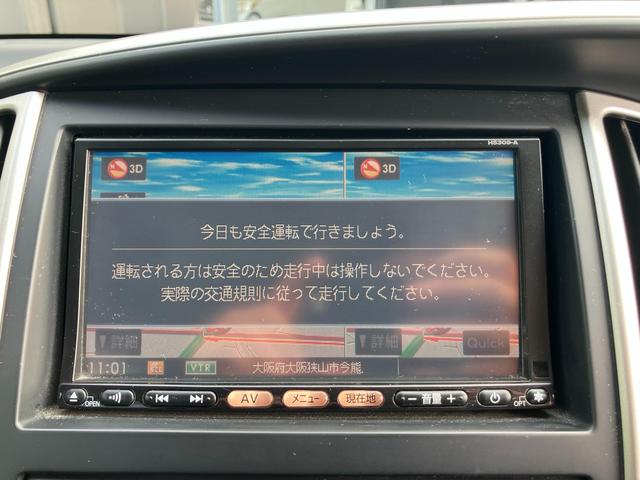 HS309-A
3D
3D
今日も安全運転で行きましょう。
運転される方は安全のため走行中は操作しないでください。
実際の交通規則に従って走行してください。
▼詳細
▼詳細
Quick
11:01
VTR
大阪府大阪狭山市今熊
OPEN
AV
メニュー
現在地
− 音量 +
OPT